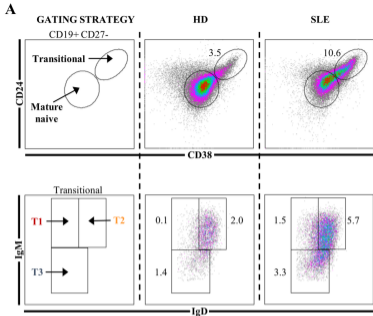 A
GATING STRATEGY HD SLE
CD19+ CD27-
Transitional
Mature
naive
3.5
10.6
CD24
CD38
Transitional
T1
T2
T3
0.1
2.0
1.4
1.5
5.7
3.3
IgM
IgD